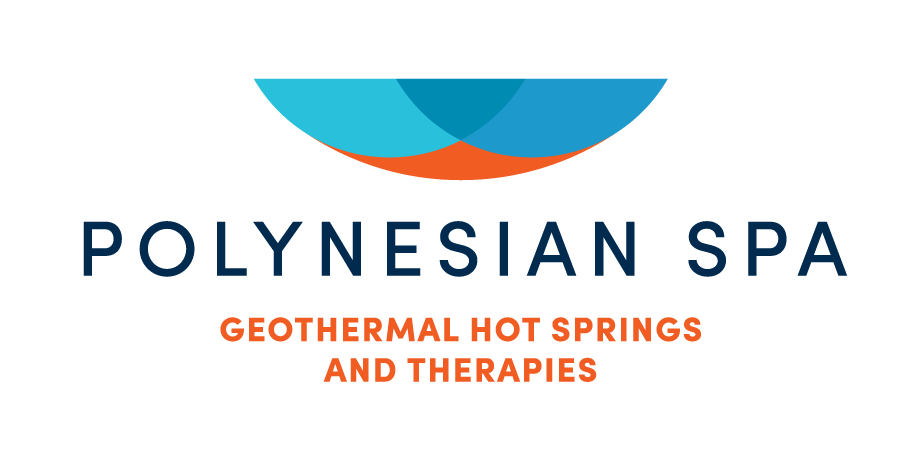 POLYNESIAN SPA
GEOTHERMAL HOT SPRINGS
AND THERAPIES